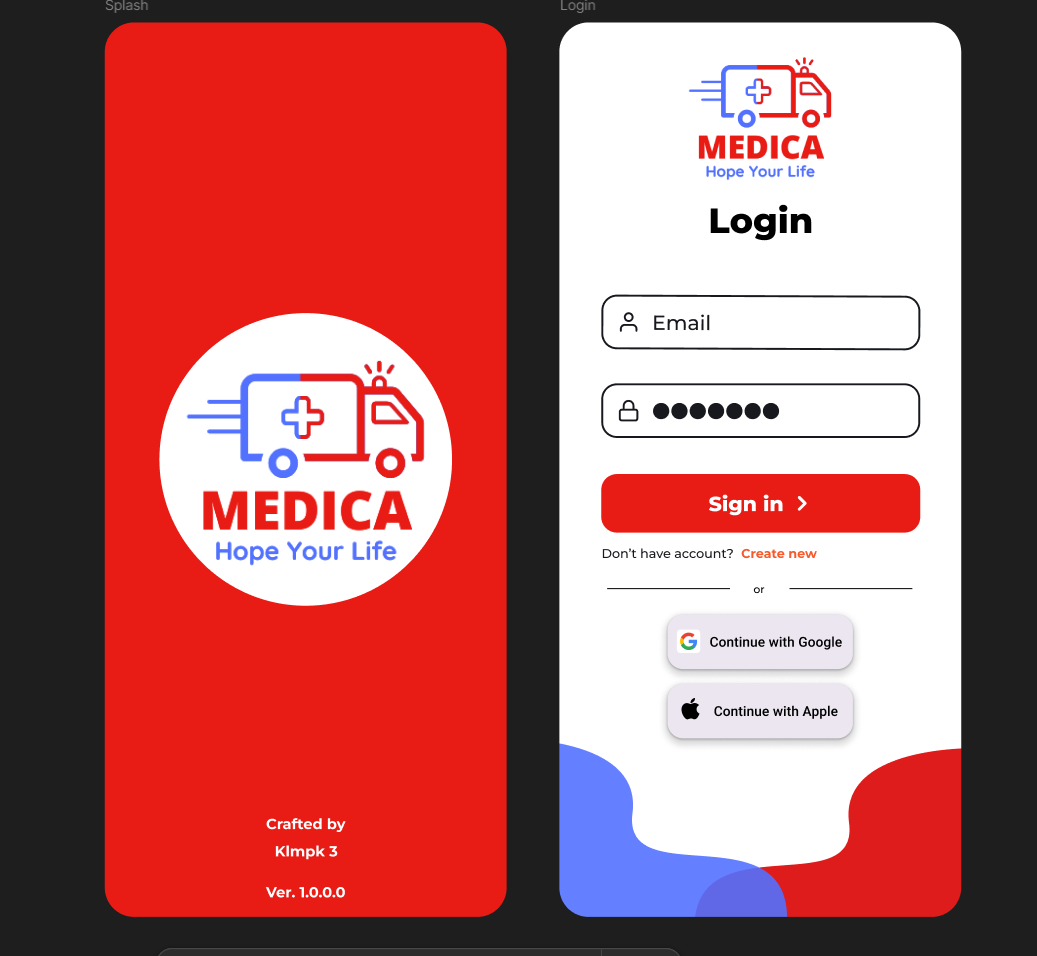 Splash
MEDICA
Hope Your Life
Crafted by
Klmpk 3
Ver. 1.0.0.0
Login
MEDICA
Hope Your Life
Login
Email
Sign in
Don't have account? Create new
or
Continue with Google
Continue with Apple